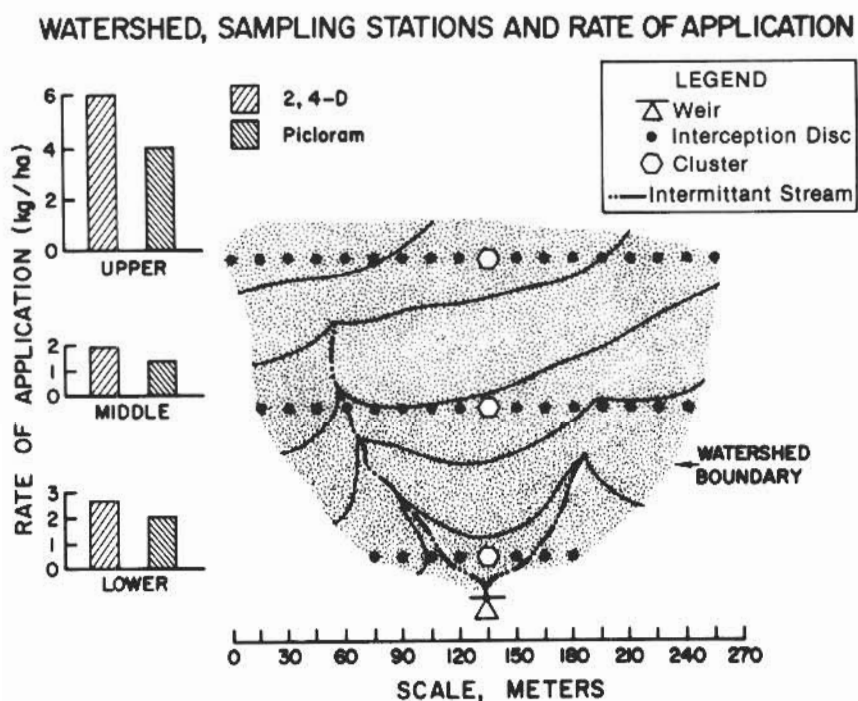 WATERSHED, SAMPLING STATIONS AND RATE OF APPLICATION
RATE OF APPLICATION (kg/ha)
6
4
2
0
UPPER
2
1
0
MIDDLE
3
2
1
0
LOWER
2, 4-D
Picloram
LEGEND
Weir
Interception Disc
Cluster
Intermittant Stream
WATERSHED
BOUNDARY
0 30 60 90 120 150 180 210 240 270
SCALE, METERS